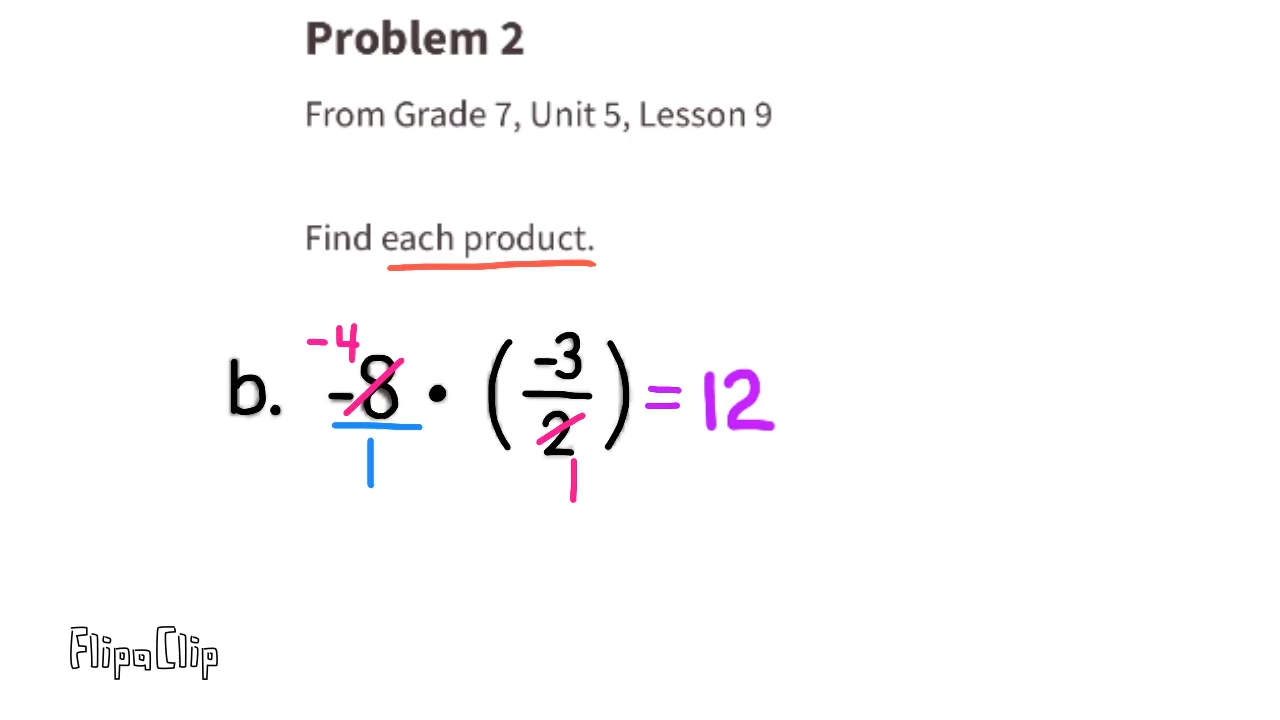 Problem 2
From Grade 7, Unit 5, Lesson 9
Find each product.
-4
b. -8/1 • (-3/2) = 12
1
FlipaClip